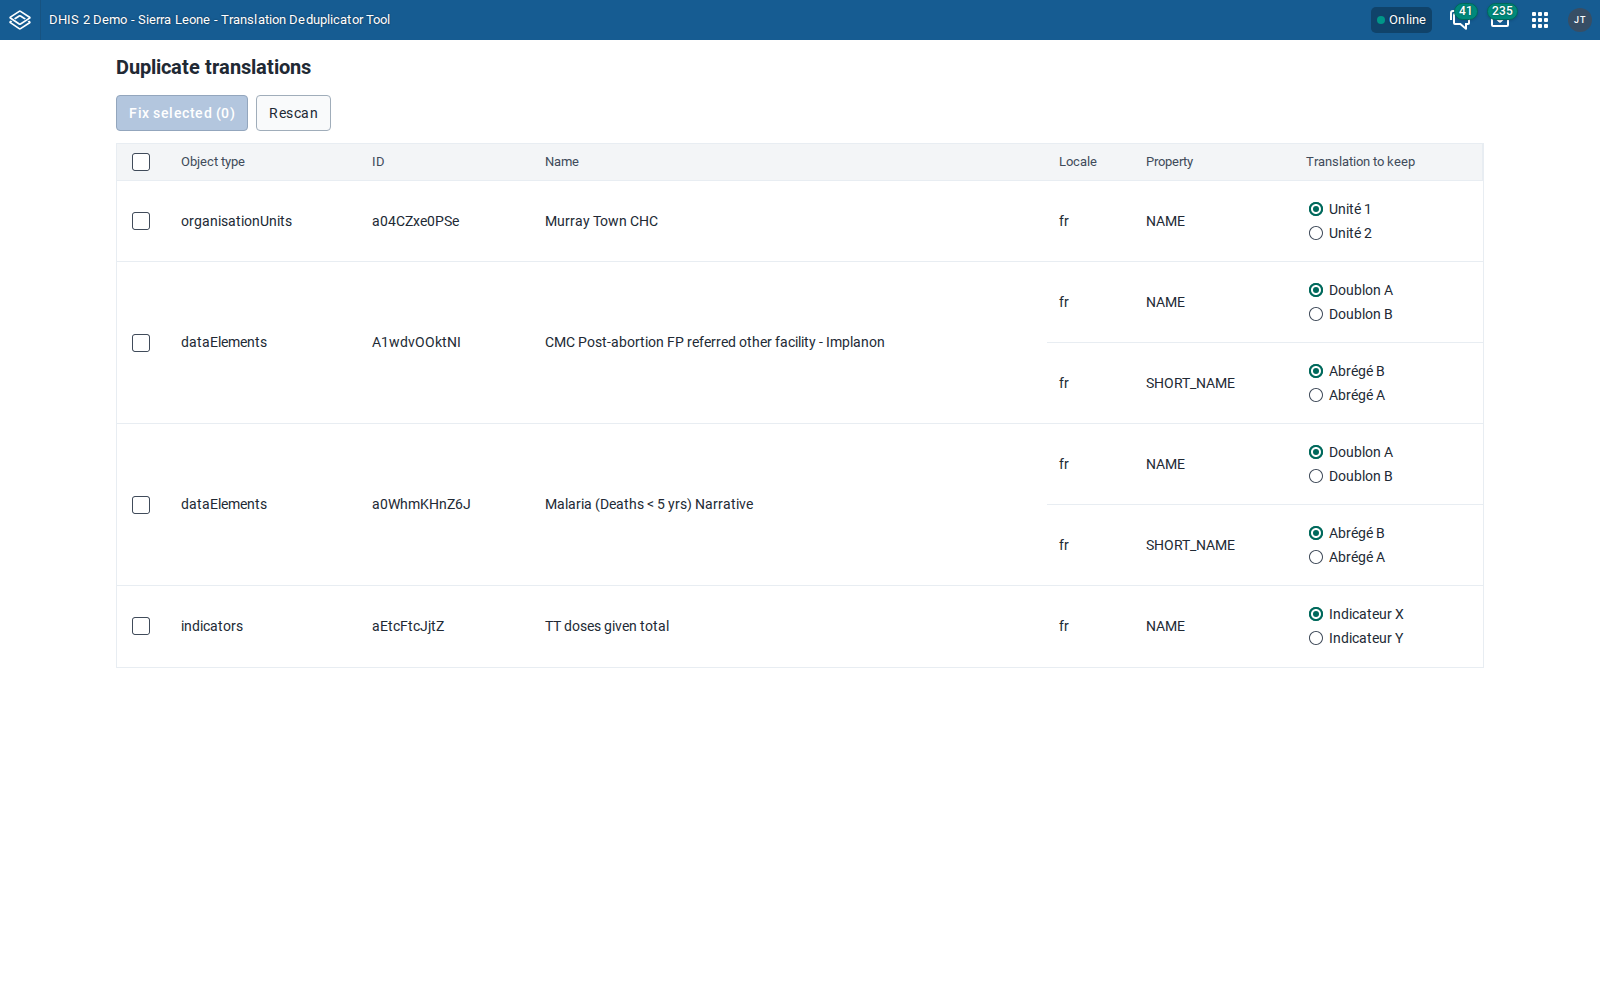 DHIS 2 Demo - Sierra Leone - Translation Deduplicator Tool
Online
41
235
JT
Duplicate translations
Fix selected (0)
Rescan
Object type ID Name Locale Property Translation to keep
organisationUnits a04CZxe0PSe Murray Town CHC fr NAME
Unité 1
Unité 2
dataElements A1wdvOOktNI CMC Post-abortion FP referred other facility - Implanon
fr NAME
Doublon A
Doublon B
fr SHORT_NAME
Abrégé B
Abrégé A
dataElements a0WhmKHnZ6J Malaria (Deaths < 5 yrs) Narrative
fr NAME
Doublon A
Doublon B
fr SHORT_NAME
Abrégé B
Abrégé A
indicators aEtcFtcJjtZ TT doses given total fr NAME
Indicateur X
Indicateur Y